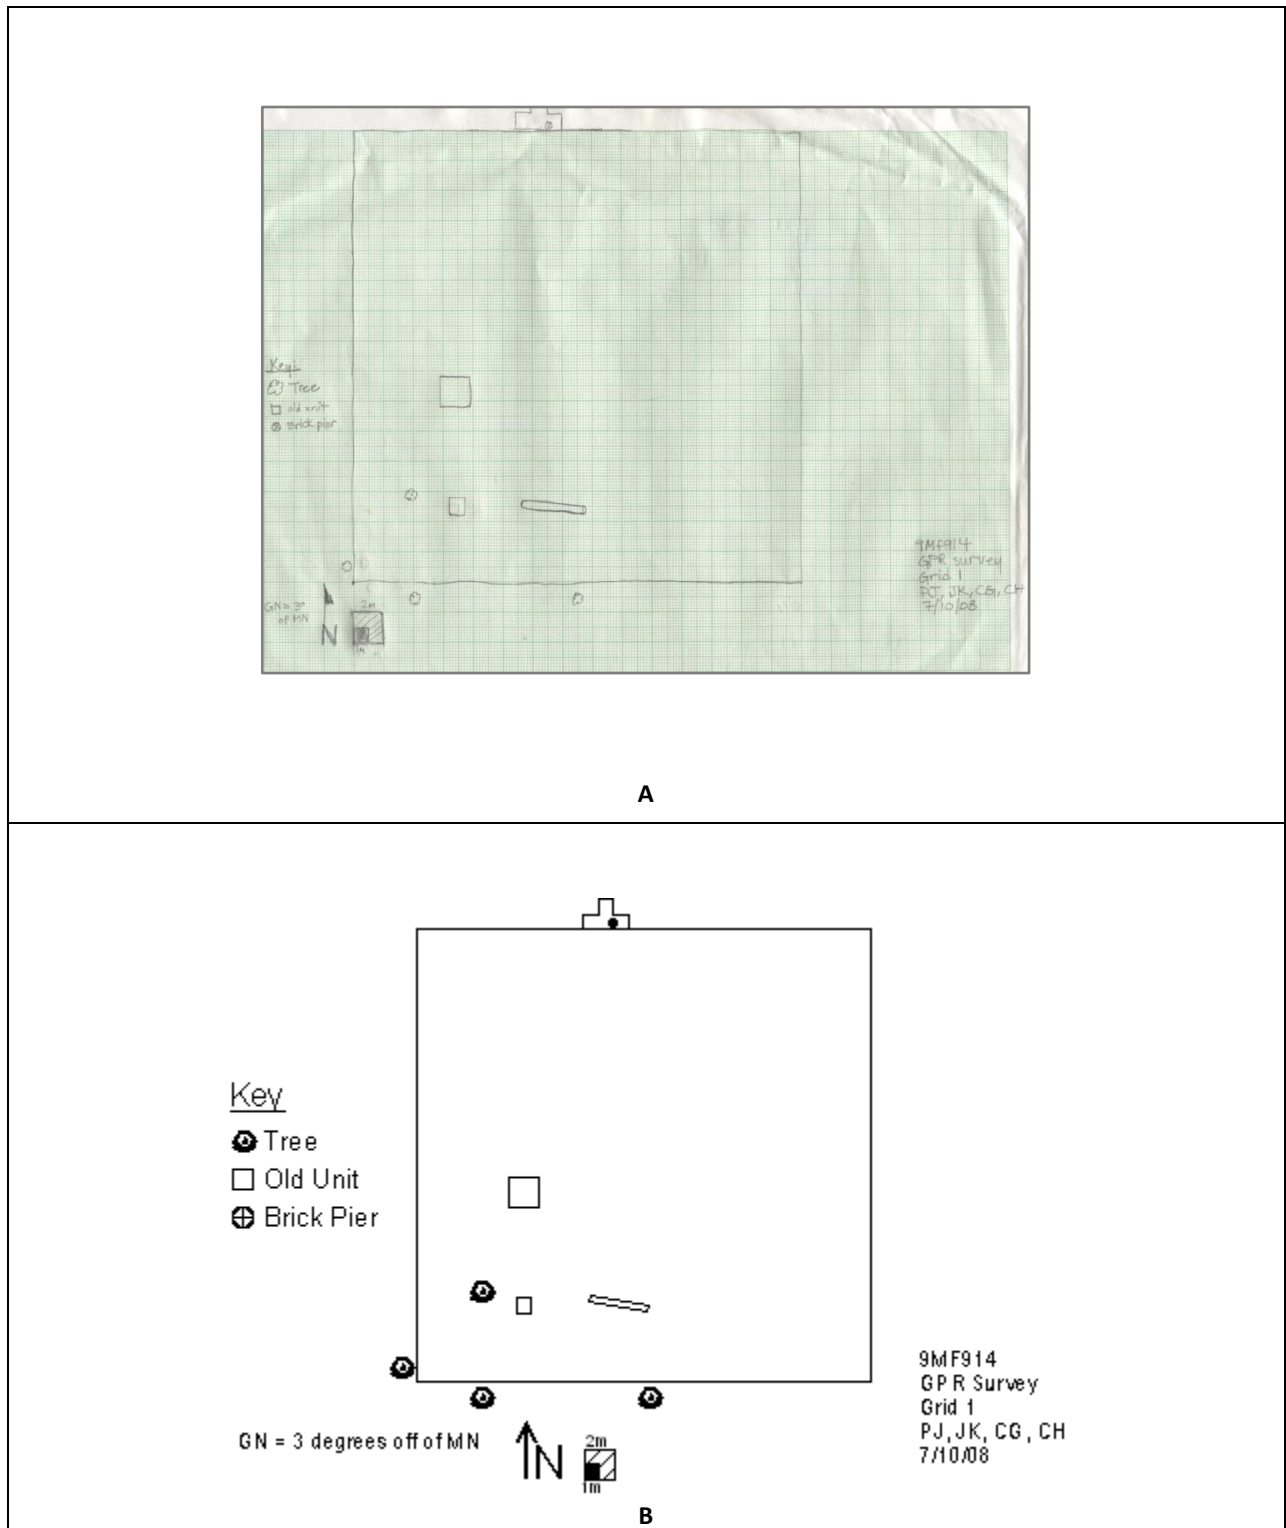 Key:
Tree
old unit
Brick pier
9MF914
GPR survey
Grid 1
PJ, JK, CG, CH
7/10/08
GN = 3°
of MN
N
2m
1m
A
Key
Tree
Old Unit
Brick Pier
9MF914
GPR Survey
Grid 1
PJ, JK, CG, CH
7/10/08
GN = 3 degrees off of MN
N
2m
1m
B